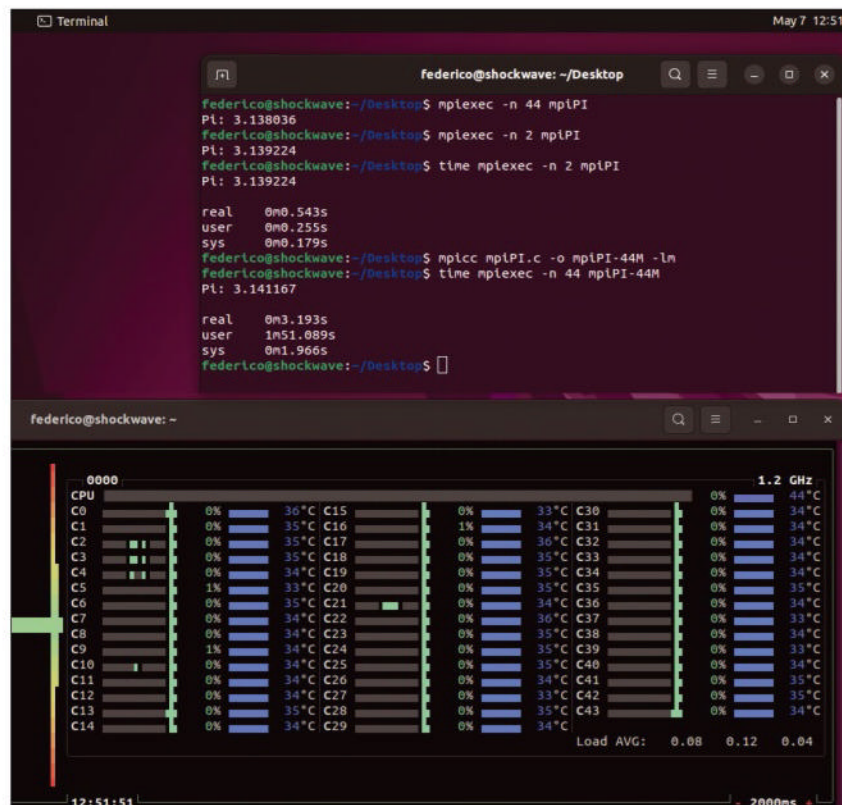 Terminal
May 7 12:51
federico@shockwave: ~/Desktop
federico@shockwave:~/Desktop$ mpiexec -n 44 mpiPI
Pi: 3.138036
federico@shockwave:~/Desktop$ mpiexec -n 2 mpiPI
Pi: 3.139224
federico@shockwave:~/Desktop$ time mpiexec -n 2 mpiPI
Pi: 3.139224
real 0m0.543s
user 0m0.255s
sys 0m0.179s
federico@shockwave:~/Desktop$ mpicc mpiPI.c -o mpiPI-44M -lm
federico@shockwave:~/Desktop$ time mpiexec -n 44 mpiPI-44M
Pi: 3.141167
real 0m3.193s
user 1m51.089s
sys 0m1.966s
federico@shockwave:~/Desktop$
federico@shockwave: ~
0000 1.2 GHz
CPU 0% 44°C
C0 0% 36°C C15 0% 33°C C30 0% 34°C
C1 0% 35°C C16 1% 34°C C31 0% 34°C
C2 0% 35°C C17 0% 36°C C32 0% 34°C
C3 0% 35°C C18 0% 35°C C33 0% 34°C
C4 0% 34°C C19 0% 35°C C34 0% 34°C
C5 1% 33°C C20 0% 35°C C35 0% 35°C
C6 0% 35°C C21 0% 34°C C36 0% 34°C
C7 0% 34°C C22 0% 36°C C37 0% 33°C
C8 0% 34°C C23 0% 35°C C38 0% 34°C
C9 1% 34°C C24 0% 35°C C39 0% 33°C
C10 0% 34°C C25 0% 34°C C40 0% 34°C
C11 0% 34°C C26 0% 34°C C41 0% 35°C
C12 0% 34°C C27 0% 33°C C42 0% 35°C
C13 0% 35°C C28 0% 35°C C43 0% 34°C
C14 0% 34°C C29 0% 34°C
Load AVG: 0.08 0.12 0.04
12:51:51 - 2000ms +